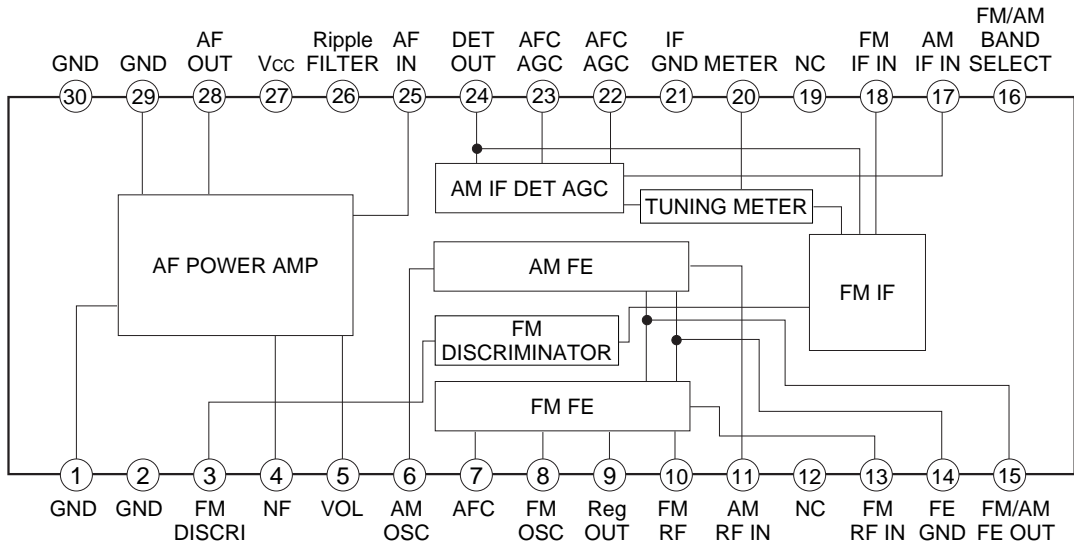 GND
GND
AF
OUT
Vcc
Ripple
FILTER
AF
IN
DET
OUT
AFC
AGC
AFC
AGC
IF
GND
METER
NC
FM
IF IN
AM
IF IN
FM/AM
BAND
SELECT
30
29
28
27
26
25
24
23
22
21
20
19
18
17
16
AM IF DET AGC
TUNING METER
AF POWER AMP
AM FE
FM IF
FM
DISCRIMINATOR
FM FE
1
2
3
4
5
6
7
8
9
10
11
12
13
14
15
GND
GND
FM
DISCRI
NF
VOL
AM
OSC
AFC
FM
OSC
Reg
OUT
FM
RF
AM
RF IN
NC
FM
RF IN
FE
GND
FM/AM
FE OUT